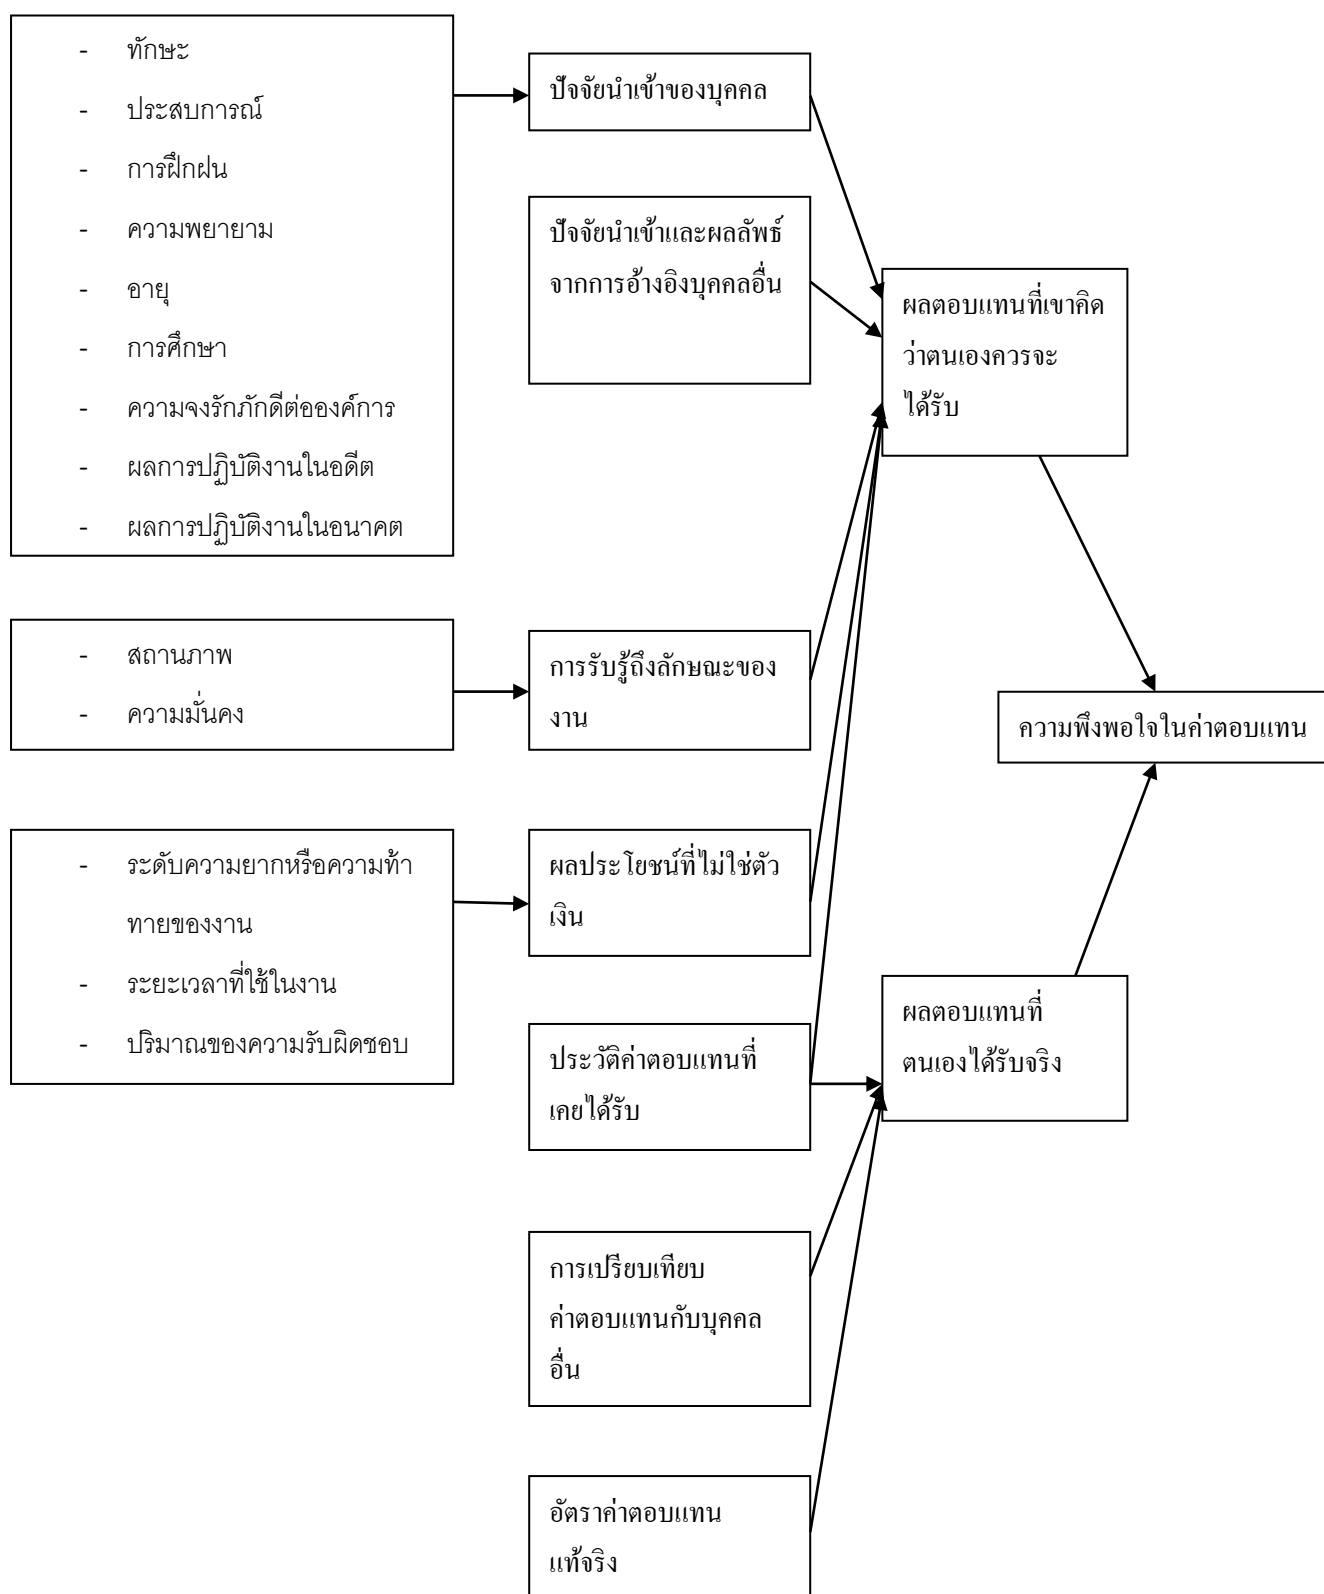 - ทักษะ
- ประสบการณ์
- การฝึกฝน
- ความพยายาม
- อายุ
- การศึกษา
- ความจงรักภักดีต่อองค์การ
- ผลการปฏิบัติงานในอดีต
- ผลการปฏิบัติงานในอนาคต
- สถานภาพ
- ความมั่นคง
- ระดับความยากหรือความท้า
ทายของงาน
- ระยะเวลาที่ใช้ในงาน
- ปริมาณของความรับผิดชอบ
ปัจจัยนำเข้าของบุคคล
ปัจจัยนำเข้าและผลลัพธ์
จากการอ้างอิงบุคคลอื่น
การรับรู้ถึงลักษณะของ
งาน
ผลประโยชน์ที่ไม่ใช่ตัว
เงิน
ประวัติค่าตอบแทนที่
เคยได้รับ
การเปรียบเทียบ
ค่าตอบแทนกับบุคคล
อื่น
อัตราค่าตอบแทน
แท้จริง
ผลตอบแทนที่เขาคิด
ว่าตนเองควรจะ
ได้รับ
ผลตอบแทนที่
ตนเองได้รับจริง
ความพึงพอใจในค่าตอบแทน